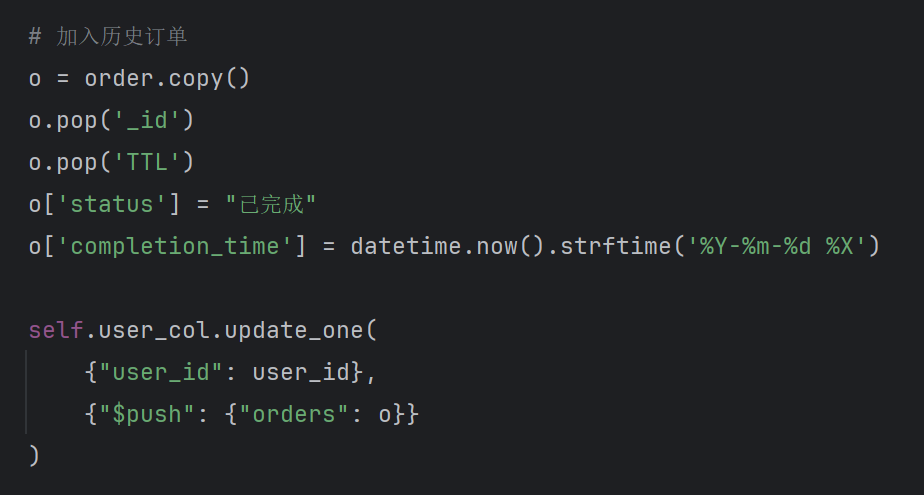 # 加入历史订单
o = order.copy()
o.pop('_id')
o.pop('TTL')
o['status'] = "已完成"
o['completion_time'] = datetime.now().strftime('%Y-%m-%d %X')
self.user_col.update_one(
    {"user_id": user_id},
    {"$push": {"orders": o}}
)